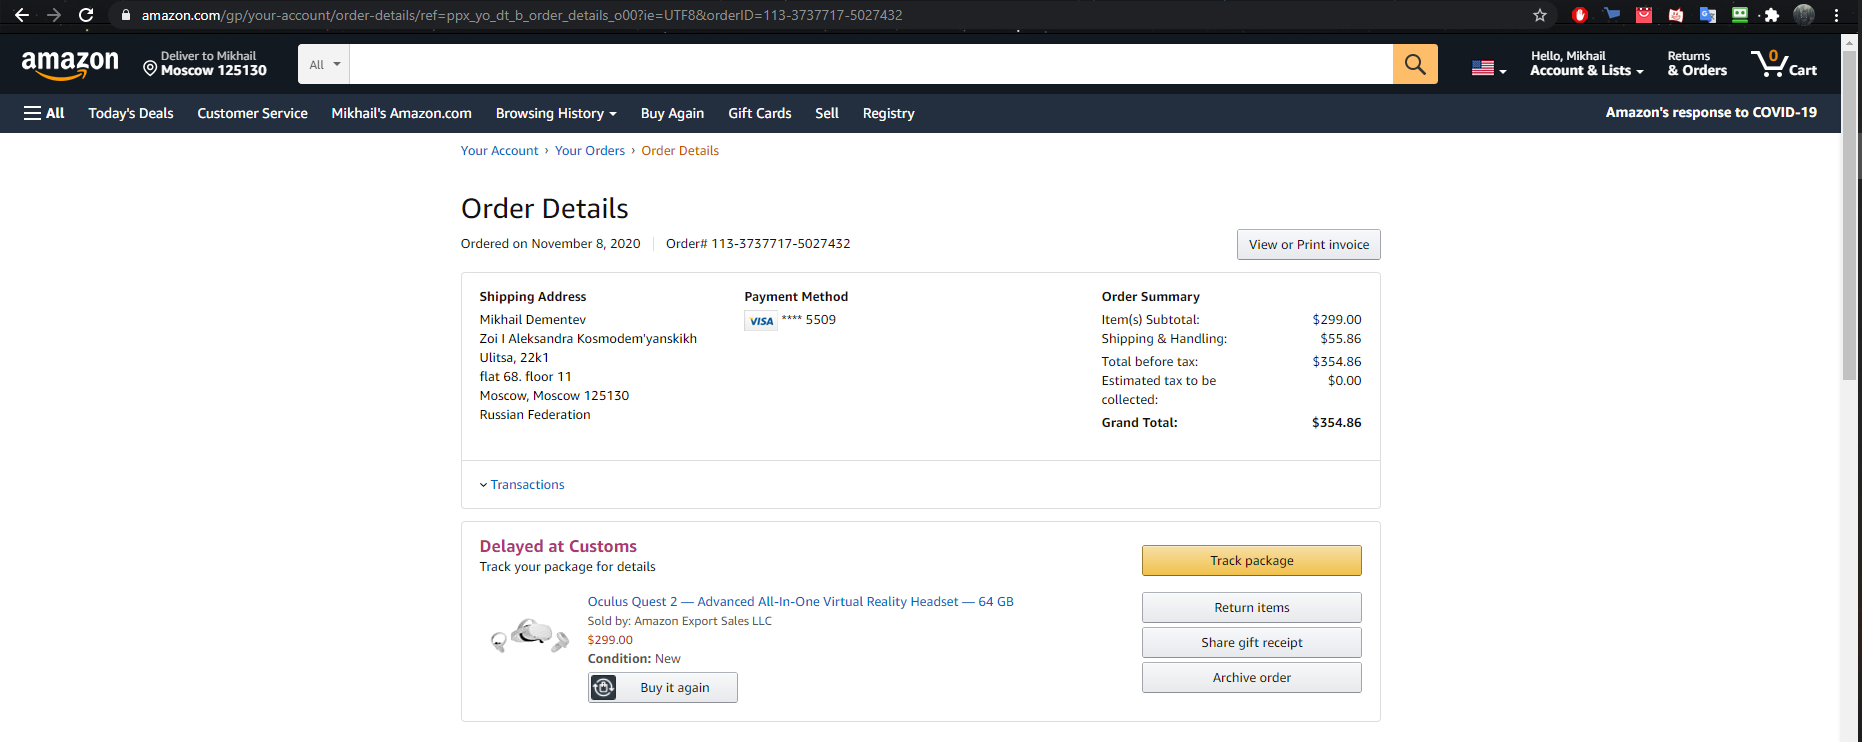 amazon.com/gp/your-account/order-details/ref=ppx_yo_dt_b_order_details_o00?ie=UTF8&orderID=113-3737717-5027432
amazon
Deliver to Mikhail
Moscow 125130
All
Hello, Mikhail
Account & Lists
Returns
& Orders
0
Cart
All
Today's Deals
Customer Service
Mikhail's Amazon.com
Browsing History
Buy Again
Gift Cards
Sell
Registry
Amazon's response to COVID-19
Your Account › Your Orders › Order Details
Order Details
Ordered on November 8, 2020
Order# 113-3737717-5027432
View or Print invoice
Shipping Address
Mikhail Dementev
Zoi I Aleksandra Kosmodem'yanskikh
Ulitsa, 22k1
flat 68. floor 11
Moscow, Moscow 125130
Russian Federation
Payment Method
VISA **** 5509
Order Summary
Item(s) Subtotal: $299.00
Shipping & Handling: $55.86
Total before tax: $354.86
Estimated tax to be $0.00
collected:
Grand Total: $354.86
Transactions
Delayed at Customs
Track your package for details
Oculus Quest 2 — Advanced All-In-One Virtual Reality Headset — 64 GB
Sold by: Amazon Export Sales LLC
$299.00
Condition: New
Buy it again
Track package
Return items
Share gift receipt
Archive order